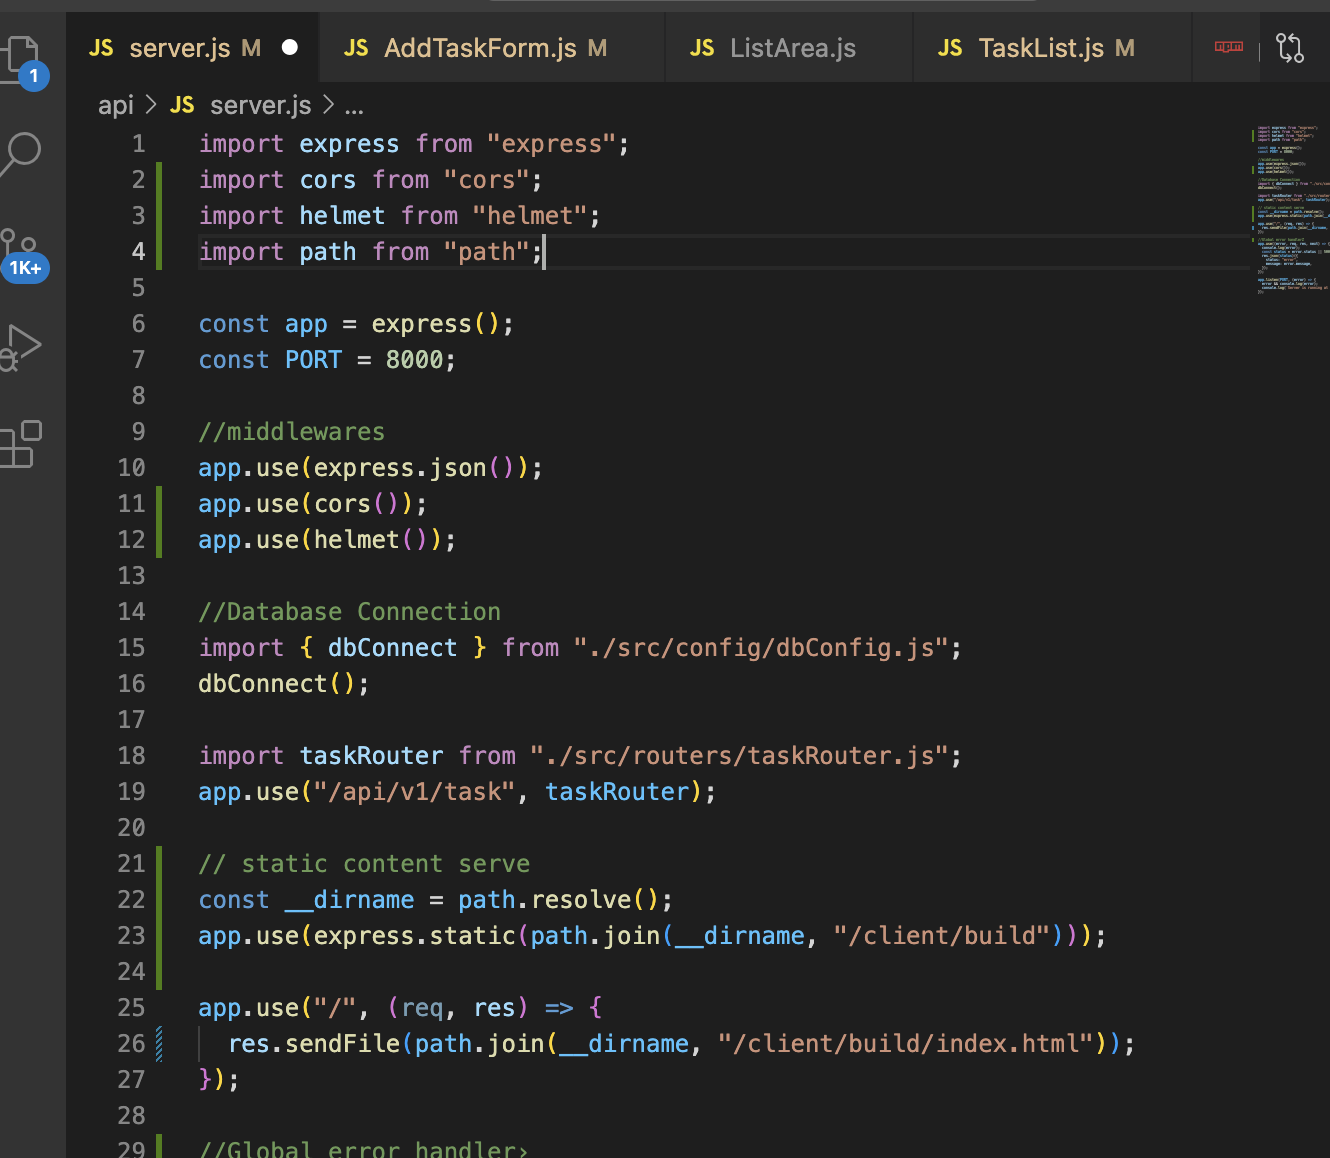 JS server.js M JS AddTaskForm.js M JS ListArea.js JS TaskList.js M npm
1
api > JS server.js > ...
1 import express from "express";
2 import cors from "cors";
3 import helmet from "helmet";
4 import path from "path";
5
6 const app = express();
7 const PORT = 8000;
8
9 //middlewares
10 app.use(express.json());
11 app.use(cors());
12 app.use(helmet());
13
14 //Database Connection
15 import { dbConnect } from "./src/config/dbConfig.js";
16 dbConnect();
17
18 import taskRouter from "./src/routers/taskRouter.js";
19 app.use("/api/v1/task", taskRouter);
20
21 // static content serve
22 const __dirname = path.resolve();
23 app.use(express.static(path.join(__dirname, "/client/build")));
24
25 app.use("/", (req, res) => {
26 res.sendFile(path.join(__dirname, "/client/build/index.html"));
27 });
28
29 //Global error handler›
1K+